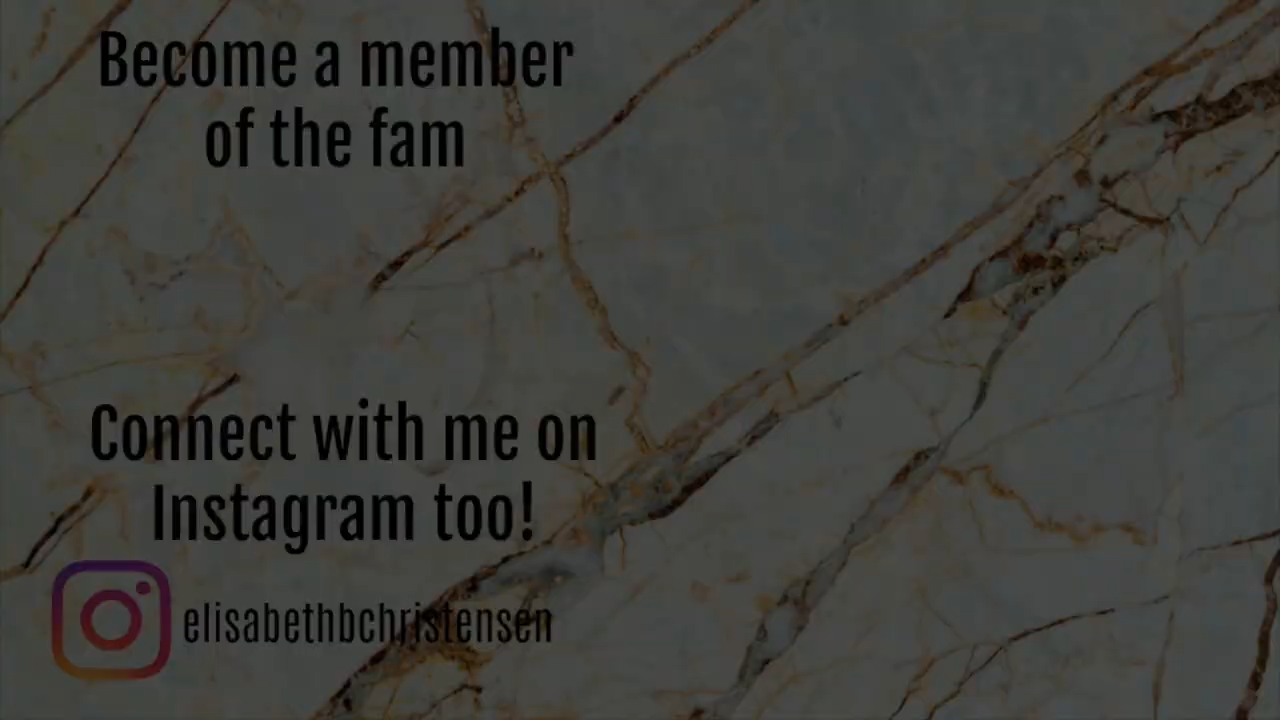 Become a member
of the fam
Connect with me on
Instagram too!
elisabethbchristensen